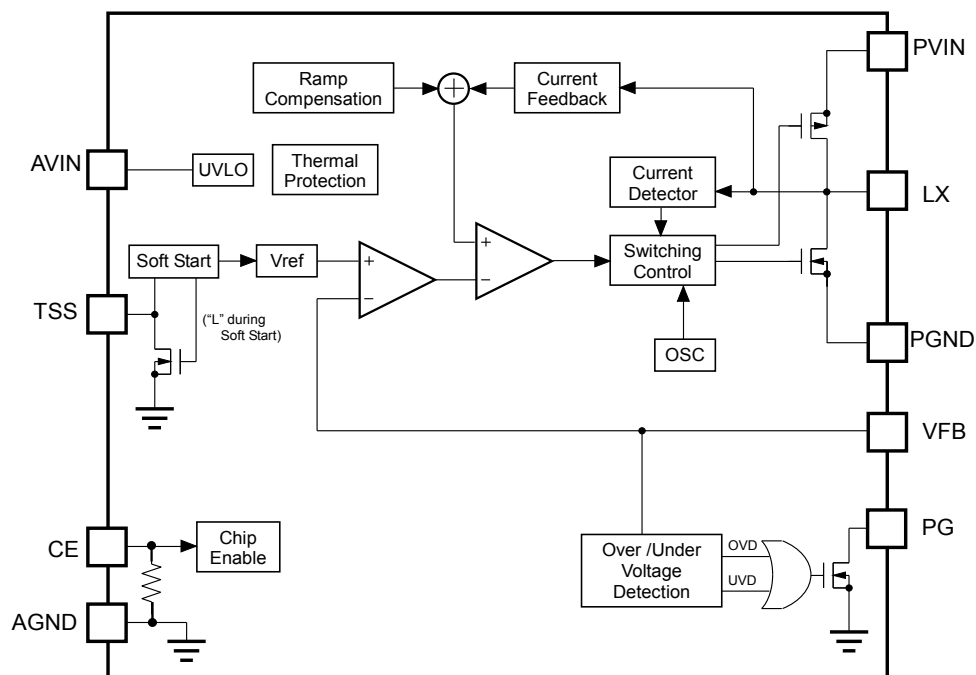 PVIN
Ramp
Compensation
Current
Feedback
AVIN
UVLO
Thermal
Protection
Current
Detector
LX
Soft Start
Vref
+
−
+
−
Switching
Control
TSS
("L" during
Soft Start)
OSC
PGND
VFB
CE
Chip
Enable
Over /Under
Voltage
Detection
OVD
UVD
PG
AGND